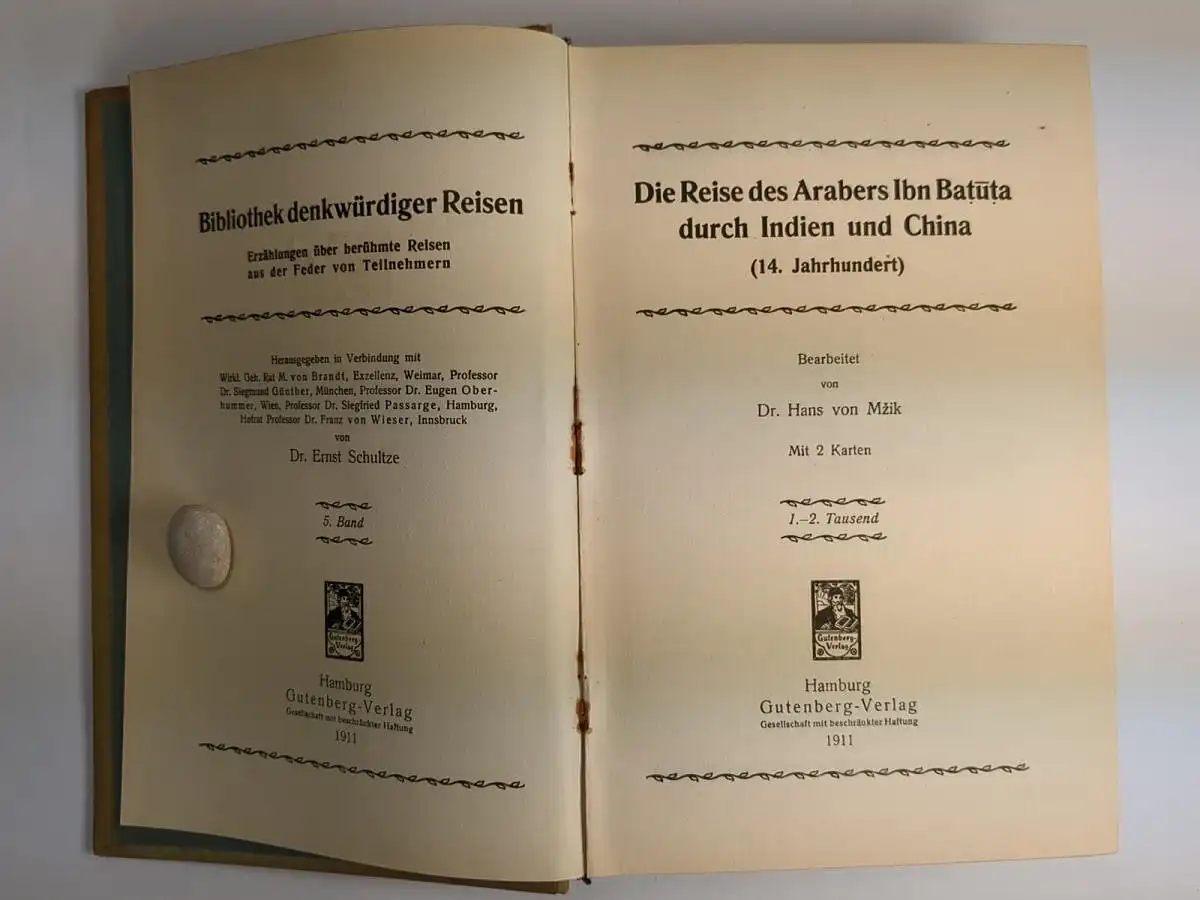 Bibliothek denkwürdiger Reisen
Erzählungen über berühmte Reisen
aus der Feder von Teilnehmern
Herausgegeben in Verbindung mit
Wirkl. Geh. Rat M. von Brandt, Exzellenz, Weimar, Professor
Dr. Siegmund Günther, München, Professor Dr. Eugen Ober-
hummer, Wien, Professor Dr. Siegfried Passarge, Hamburg,
Hofrat Professor Dr. Franz von Wieser, Innsbruck
von
Dr. Ernst Schultze
5. Band
Gutenberg-
Verlag
Hamburg
Gutenberg-Verlag
Gesellschaft mit beschränkter Haftung
1911
Die Reise des Arabers Ibn Baṭūṭa
durch Indien und China
(14. Jahrhundert)
Bearbeitet
von
Dr. Hans von Mžik
Mit 2 Karten
1.–2. Tausend
Gutenberg-
Verlag
Hamburg
Gutenberg-Verlag
Gesellschaft mit beschränkter Haftung
1911